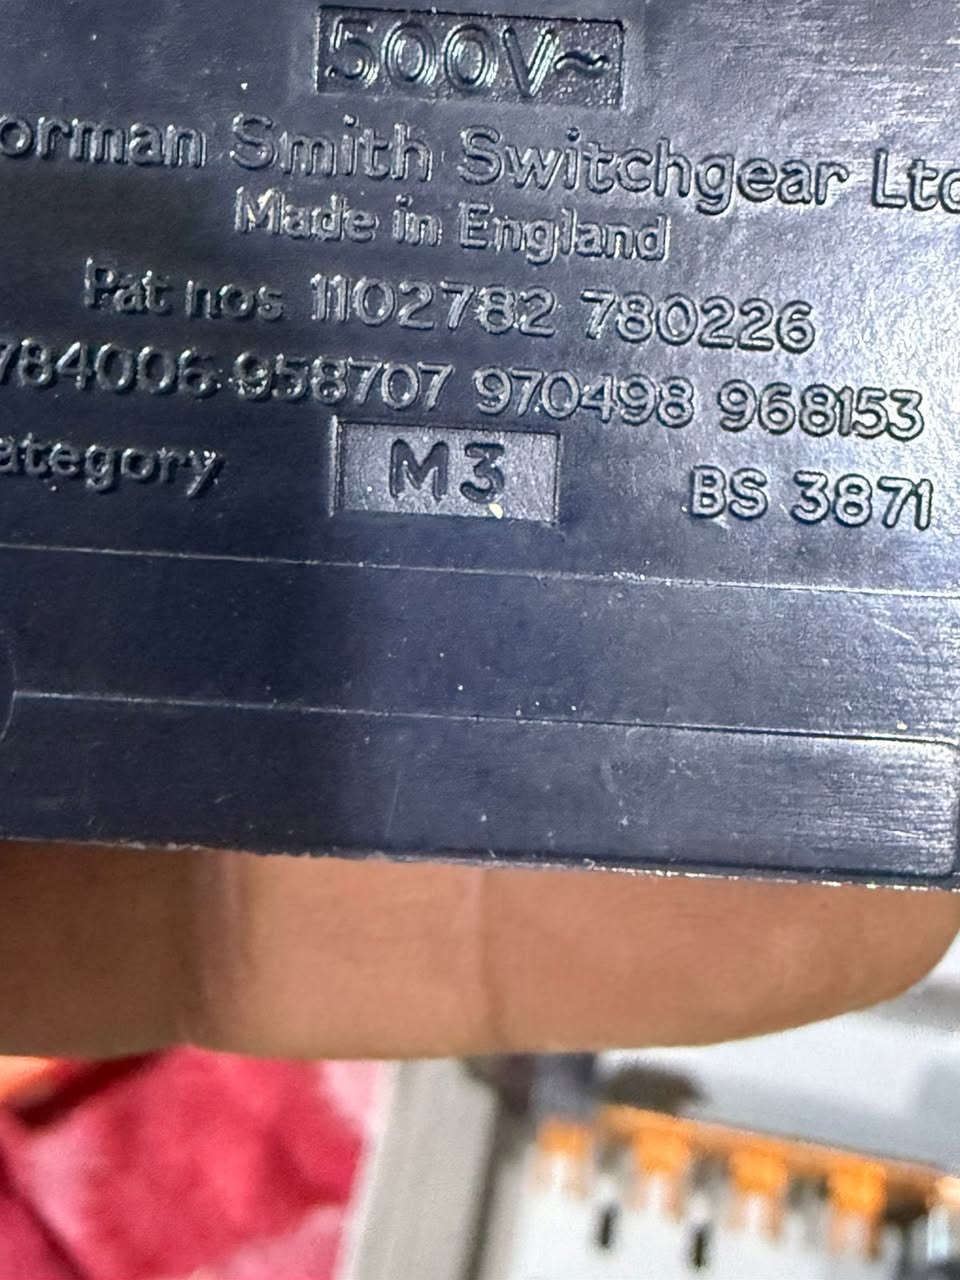 500V~
orman Smith Switchgear Ltd
Made in England
Pat nos 1102782 780226
784006 958707 970498 968153
ategory M3 BS 3871